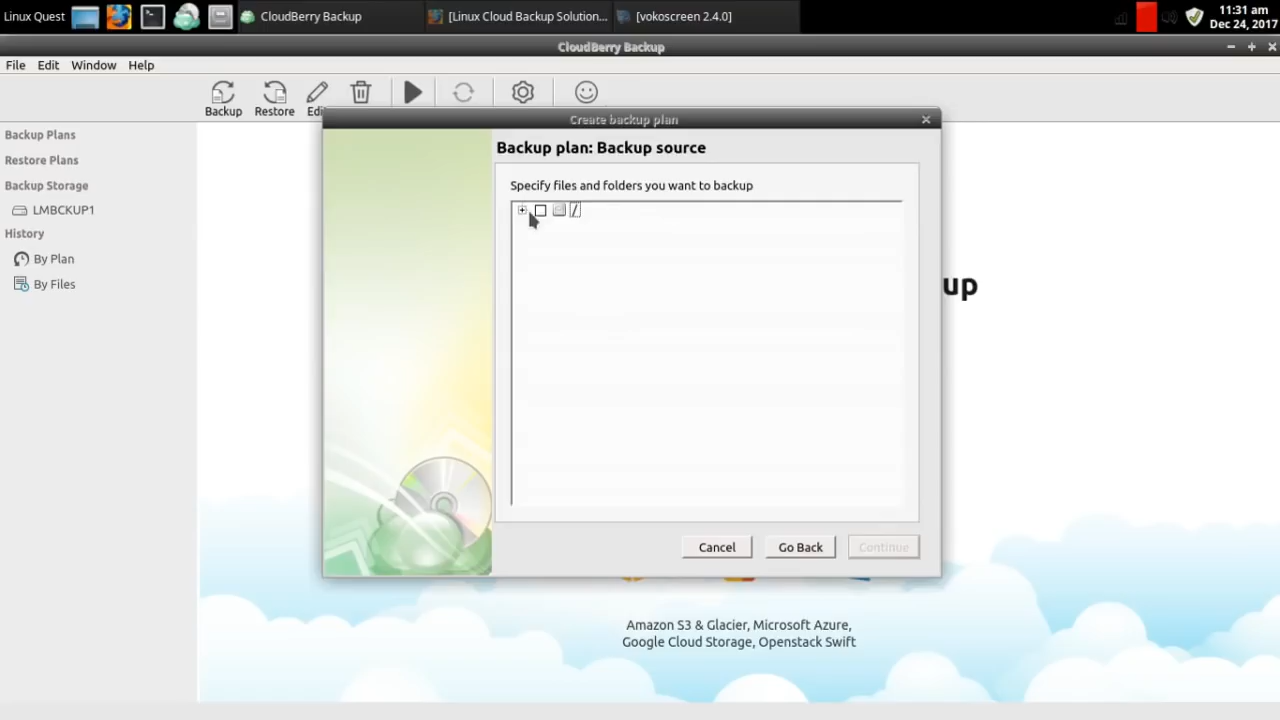 Linux Quest
CloudBerry Backup
[Linux Cloud Backup Solution...
[vokoscreen 2.4.0]
11:31 am
Dec 24, 2017
CloudBerry Backup
File Edit Window Help
Backup Restore
Backup Plans
Restore Plans
Backup Storage
LMBCKUP1
History
By Plan
By Files
Create backup plan
Backup plan: Backup source
Specify files and folders you want to backup
/
Cancel Go Back Continue
up
Amazon S3 & Glacier, Microsoft Azure,
Google Cloud Storage, Openstack Swift